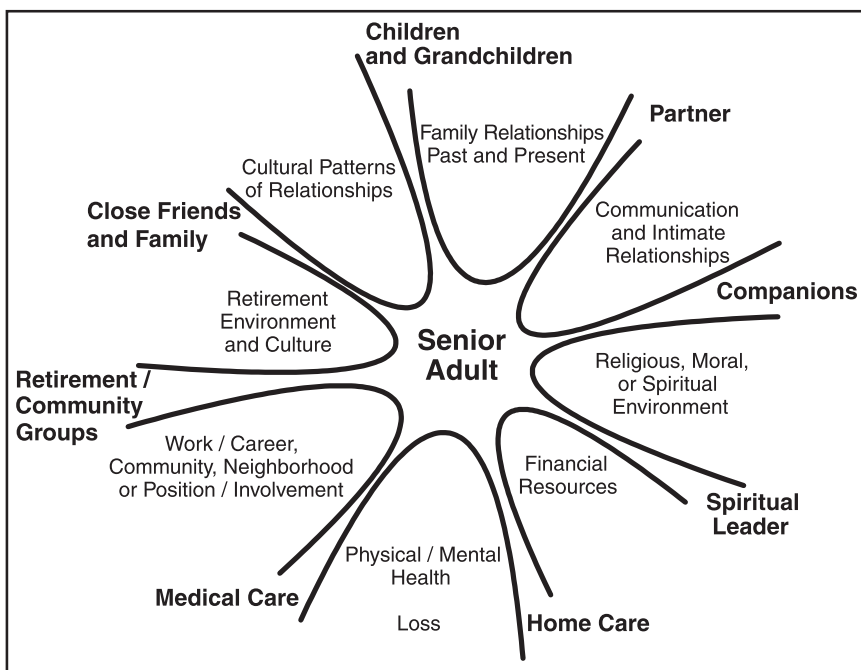 Children
and Grandchildren
Family Relationships
Past and Present
Partner
Cultural Patterns
of Relationships
Close Friends
and Family
Communication
and Intimate
Relationships
Companions
Retirement
Environment
and Culture
Senior
Adult
Religious, Moral,
or Spiritual
Environment
Retirement /
Community
Groups
Work / Career,
Community, Neighborhood
or Position / Involvement
Financial
Resources
Spiritual
Leader
Physical / Mental
Health
Loss
Medical Care
Home Care